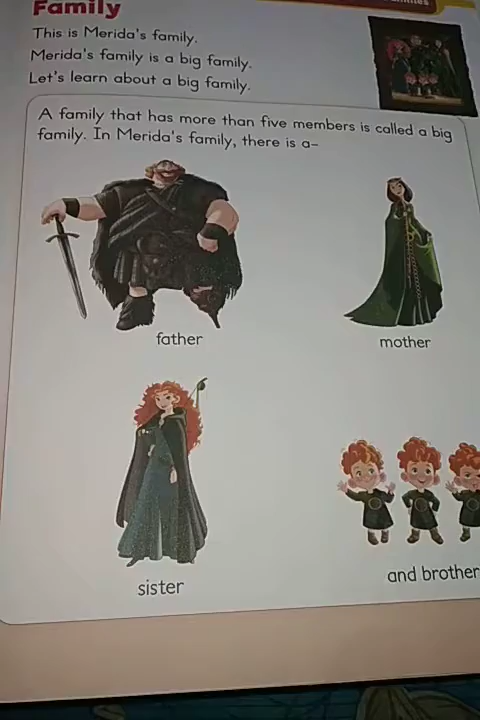 Family
This is Merida's family.
Merida's family is a big family.
Let's learn about a big family.
A family that has more than five members is called a big
family. In Merida's family, there is a-
father
mother
sister
and brother